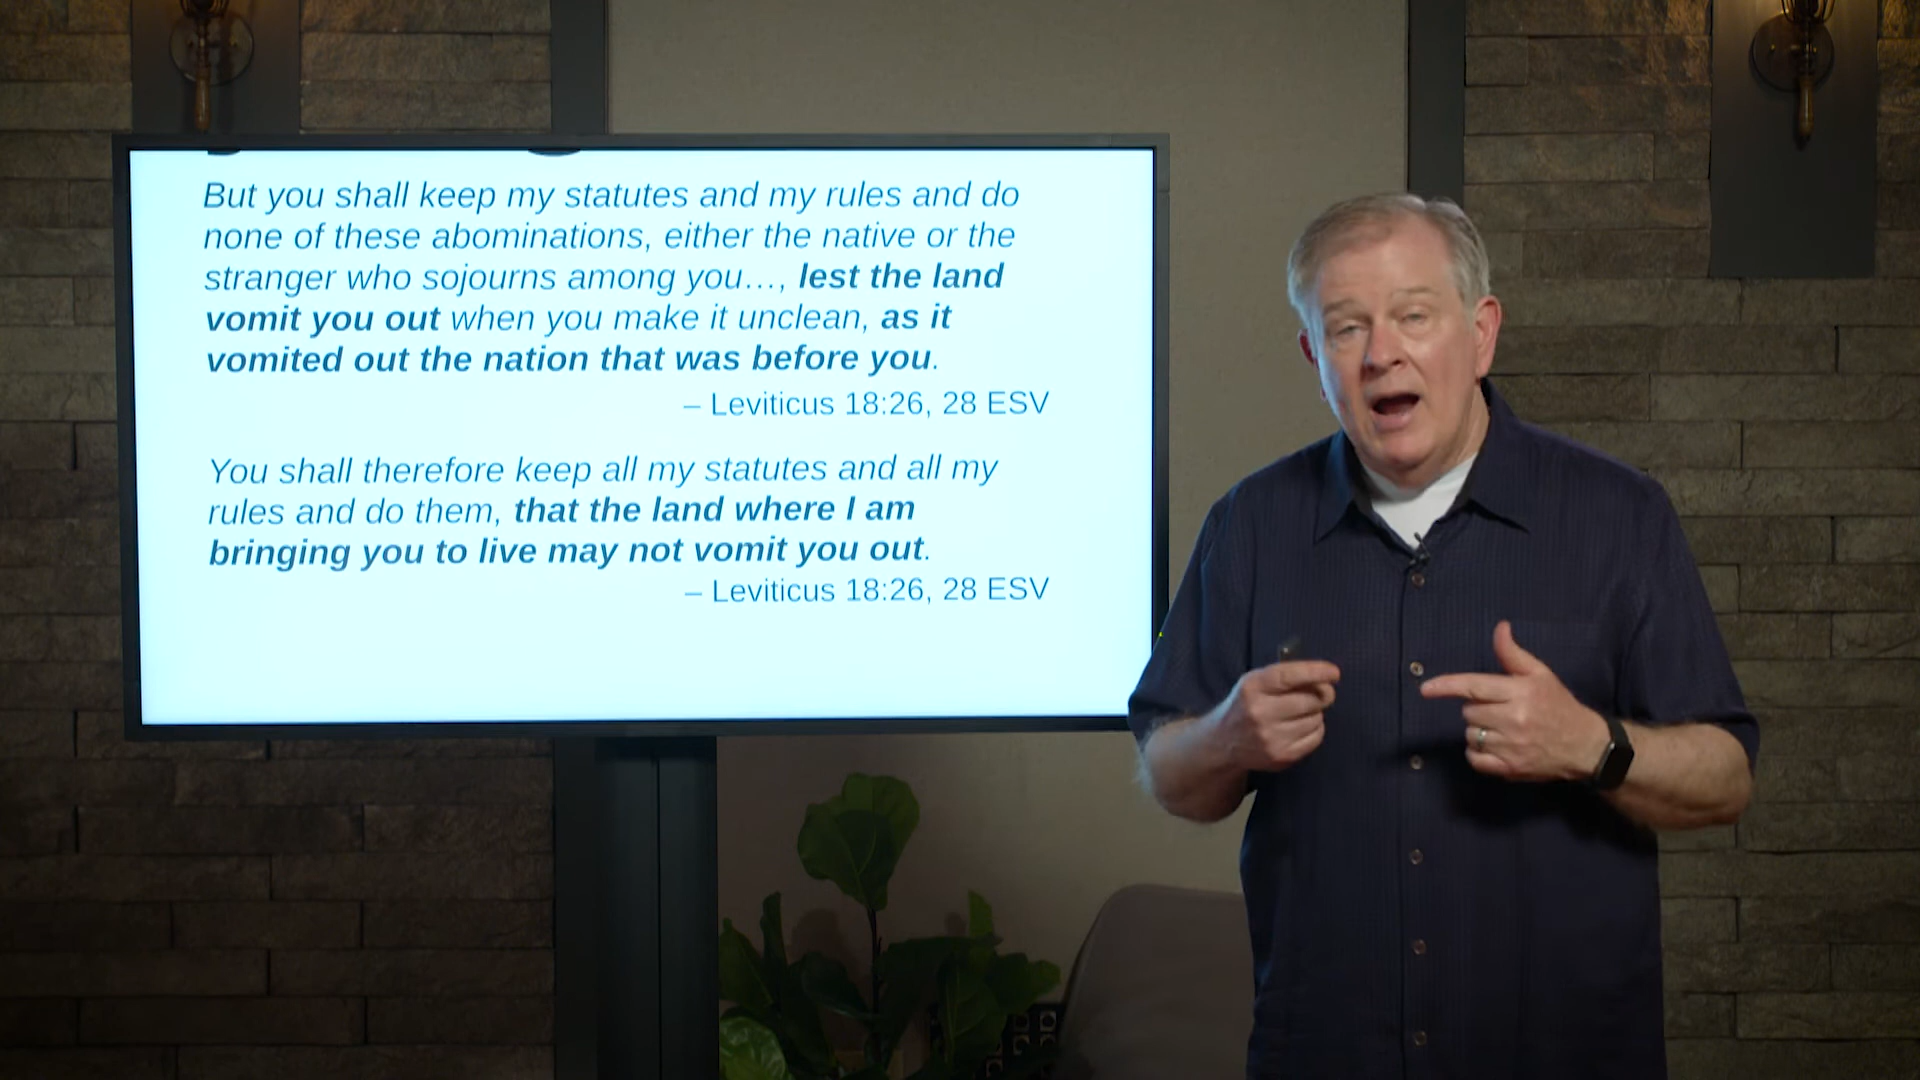 But you shall keep my statutes and my rules and do
none of these abominations, either the native or the
stranger who sojourns among you…, lest the land
vomit you out when you make it unclean, as it
vomited out the nation that was before you.
– Leviticus 18:26, 28 ESV
You shall therefore keep all my statutes and all my
rules and do them, that the land where I am
bringing you to live may not vomit you out.
– Leviticus 18:26, 28 ESV